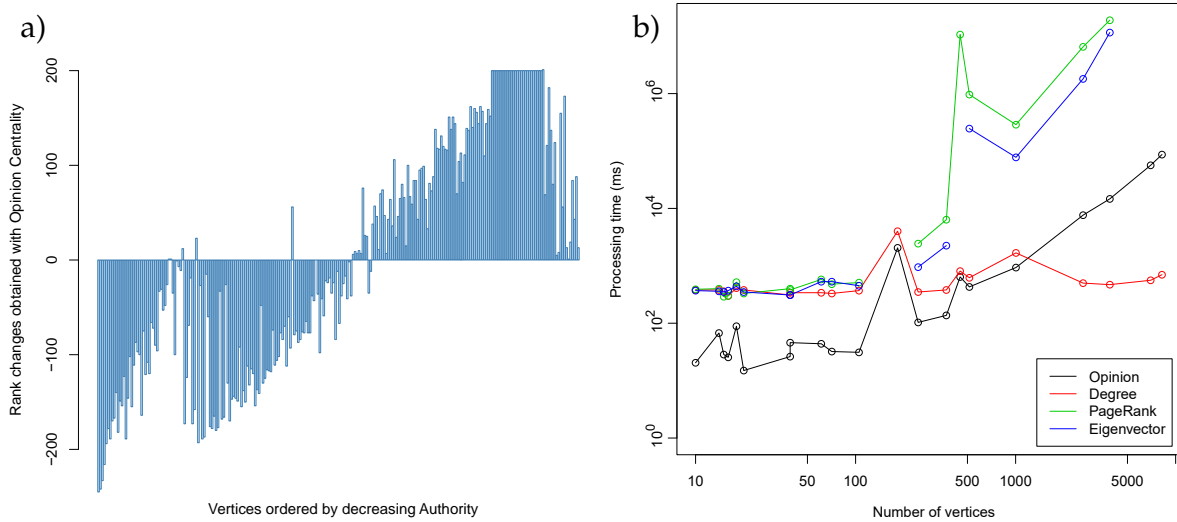 a)
Rank changes obtained with Opinion Centrality
200
100
0
-100
-200
Vertices ordered by decreasing Authority
b)
Processing time (ms)
10^6
10^4
10^2
10^0
10
50
100
500
1000
5000
Number of vertices
Opinion
Degree
PageRank
Eigenvector